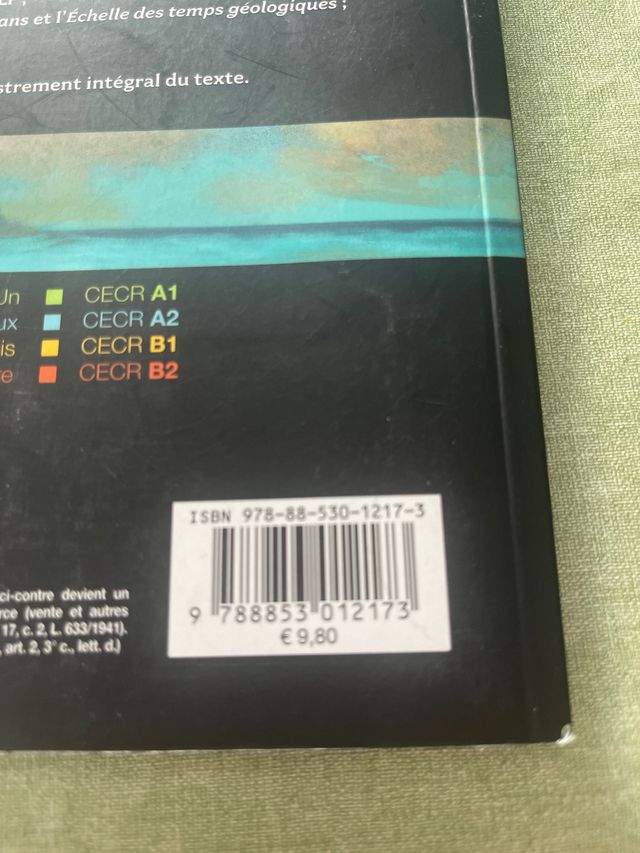 ans et l'Échelle des temps géologiques ;
strement intégral du texte.
Un CECR A1
ux CECR A2
is CECR B1
re CECR B2
ISBN 978-88-530-1217-3
9 788853 012173
€ 9,80
ci-contre devient un
rce (vente et autres
17, c. 2, L. 633/1941).
, art. 2, 3° c., lett. d.)